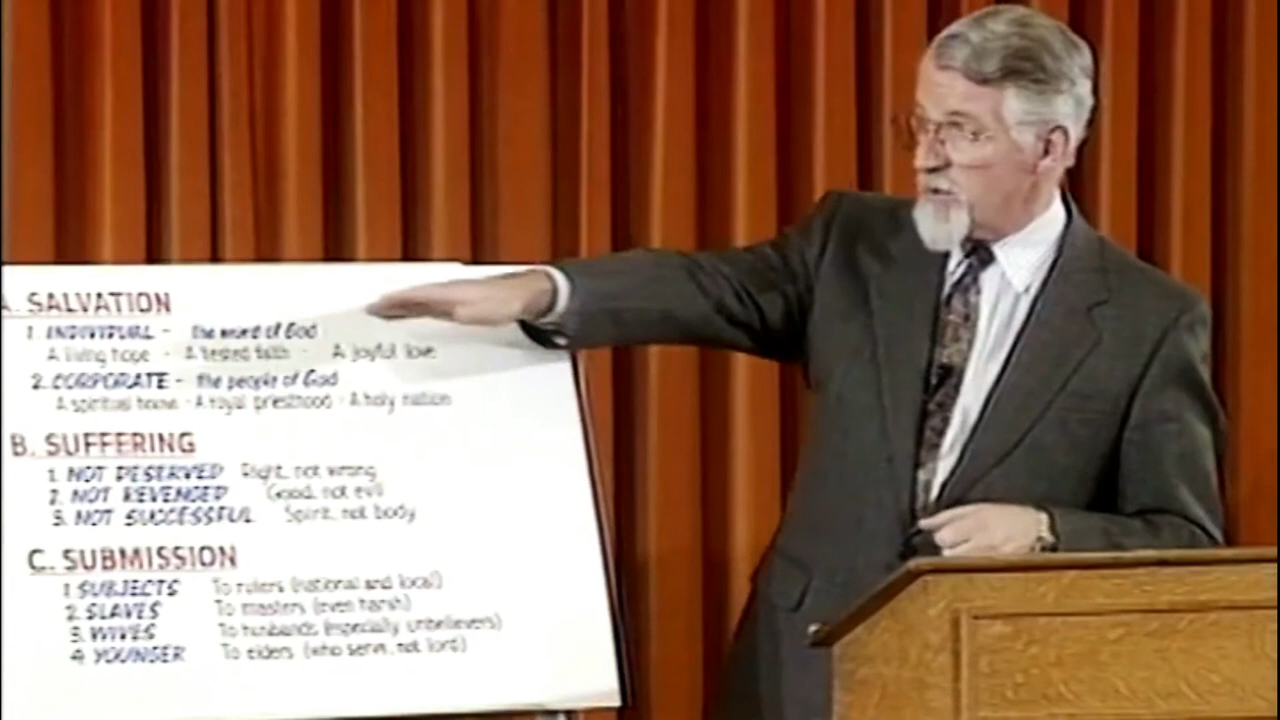 A. SALVATION
1. INDIVIDUAL - the word of God
A living hope - A tested faith - A joyful love
2. CORPORATE - the people of God
A spiritual house - A royal priesthood - A holy nation
B. SUFFERING
1. NOT DESERVED Right, not wrong
2. NOT REVENGED Good, not evil
3. NOT SUCCESSFUL Spirit, not body
C. SUBMISSION
1 SUBJECTS To rulers (national and local)
2. SLAVES To masters (even harsh)
3. WIVES To husbands (especially unbelievers)
4 YOUNGER To elders (who serve, not lord)